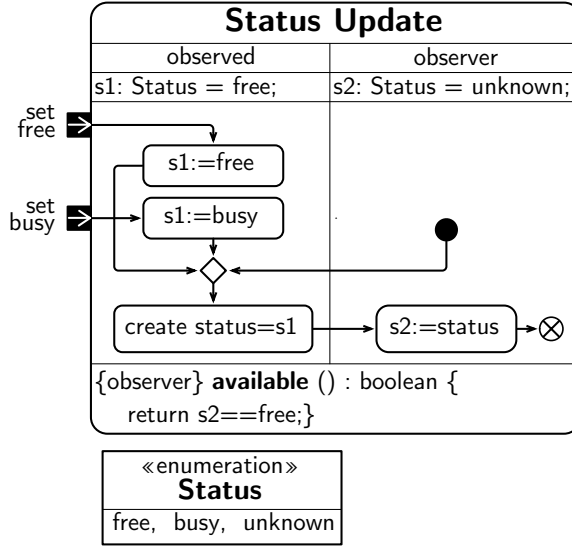 Status Update
observed observer
s1: Status = free; s2: Status = unknown;
set
free
s1:=free
set
busy
s1:=busy
create status=s1 s2:=status
{observer} available () : boolean {
return s2==free;}
«enumeration»
Status
free, busy, unknown